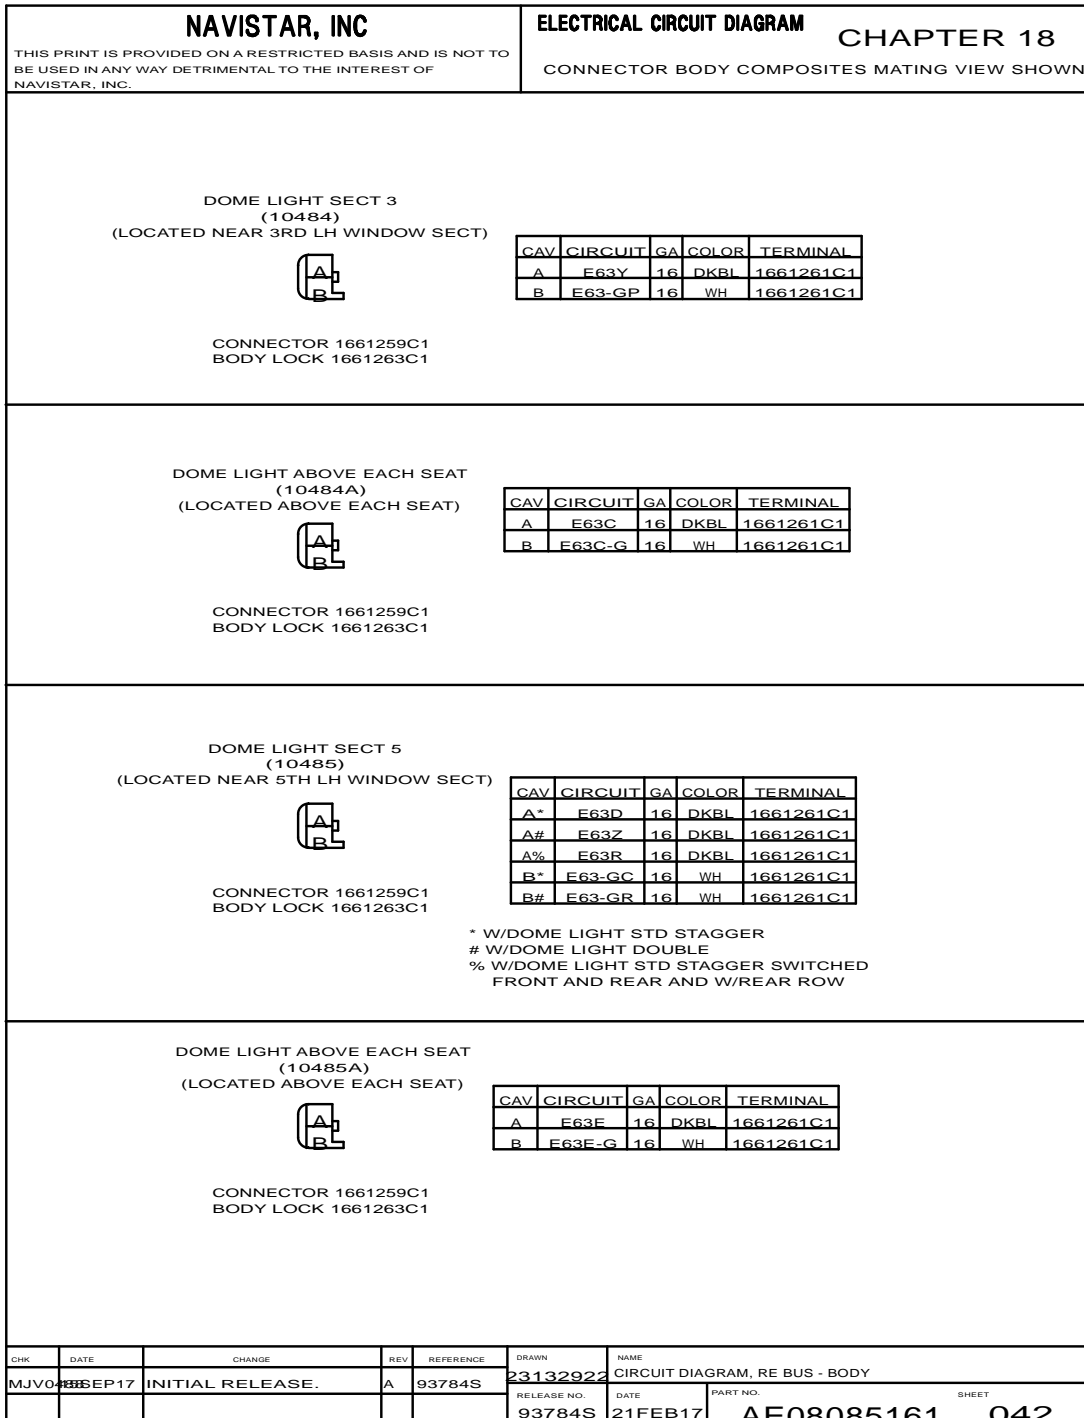 NAVISTAR, INC
THIS PRINT IS PROVIDED ON A RESTRICTED BASIS AND IS NOT TO
BE USED IN ANY WAY DETRIMENTAL TO THE INTEREST OF
NAVISTAR, INC.
ELECTRICAL CIRCUIT DIAGRAM
CHAPTER 18
CONNECTOR BODY COMPOSITES MATING VIEW SHOWN
DOME LIGHT SECT 3
(10484)
(LOCATED NEAR 3RD LH WINDOW SECT)
A
B
CONNECTOR 1661259C1
BODY LOCK 1661263C1
CAV CIRCUIT GA COLOR TERMINAL
A E63Y 16 DKBL 1661261C1
B E63-GP 16 WH 1661261C1
DOME LIGHT ABOVE EACH SEAT
(10484A)
(LOCATED ABOVE EACH SEAT)
A
B
CONNECTOR 1661259C1
BODY LOCK 1661263C1
CAV CIRCUIT GA COLOR TERMINAL
A E63C 16 DKBL 1661261C1
B E63C-G 16 WH 1661261C1
DOME LIGHT SECT 5
(10485)
(LOCATED NEAR 5TH LH WINDOW SECT)
A
B
CONNECTOR 1661259C1
BODY LOCK 1661263C1
CAV CIRCUIT GA COLOR TERMINAL
A* E63D 16 DKBL 1661261C1
A# E63Z 16 DKBL 1661261C1
A% E63R 16 DKBL 1661261C1
B* E63-GC 16 WH 1661261C1
B# E63-GR 16 WH 1661261C1
* W/DOME LIGHT STD STAGGER
# W/DOME LIGHT DOUBLE
% W/DOME LIGHT STD STAGGER SWITCHED
FRONT AND REAR AND W/REAR ROW
DOME LIGHT ABOVE EACH SEAT
(10485A)
(LOCATED ABOVE EACH SEAT)
A
B
CONNECTOR 1661259C1
BODY LOCK 1661263C1
CAV CIRCUIT GA COLOR TERMINAL
A E63E 16 DKBL 1661261C1
B E63E-G 16 WH 1661261C1
CHK DATE CHANGE REV REFERENCE
INITIAL RELEASE. A 93784S
DRAWN
23132922
NAME
CIRCUIT DIAGRAM, RE BUS - BODY
RELEASE NO.
93784S
DATE
21FEB17
PART NO.
AE08085161
SHEET
042